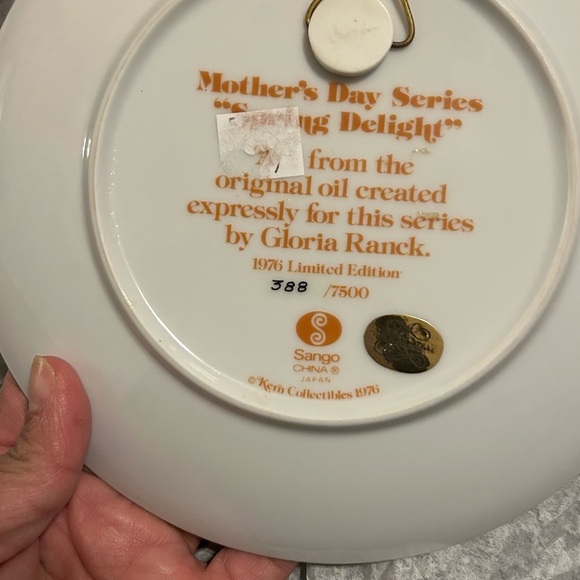 Mother's Day Series
Delight"
from the
original oil created
expressly for this series
by Gloria Ranck.
1976 Limited Edition
388 /7500
S
Sango
CHINA ®
JAPAN
© Kern Collectibles 1976